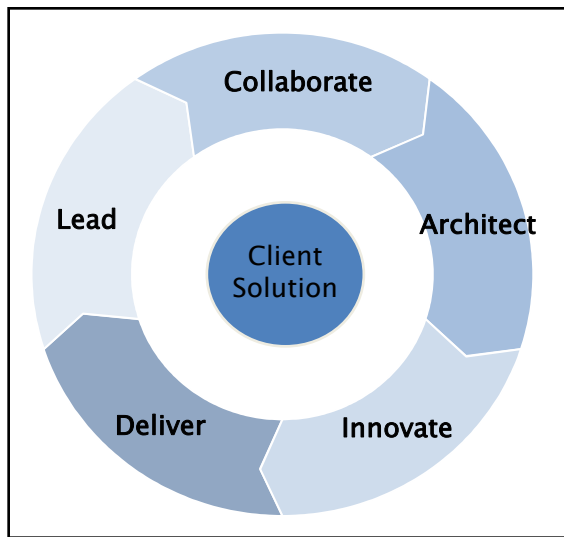 Collaborate
Lead
Architect
Client
Solution
Deliver
Innovate